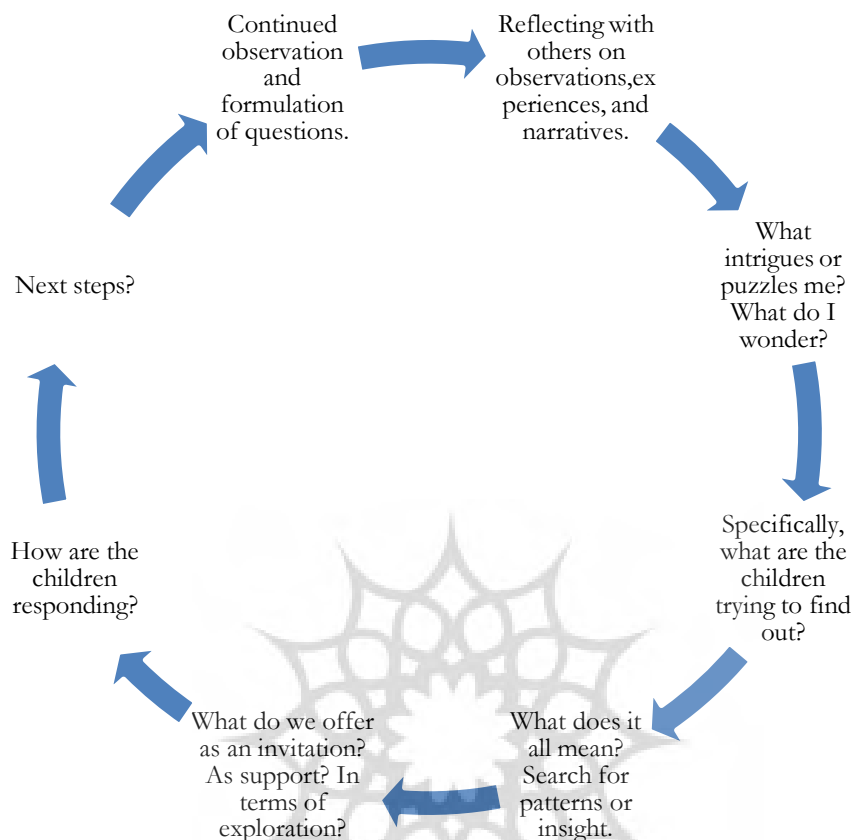 Continued
observation
and
formulation
of questions.
Reflecting with
others on
observations,ex
periences, and
narratives.
What
intrigues or
puzzles me?
What do I
wonder?
Specifically,
what are the
children
trying to find
out?
What does it
all mean?
Search for
patterns or
insight.
What do we offer
as an invitation?
As support? In
terms of
exploration?
How are the
children
responding?
Next steps?